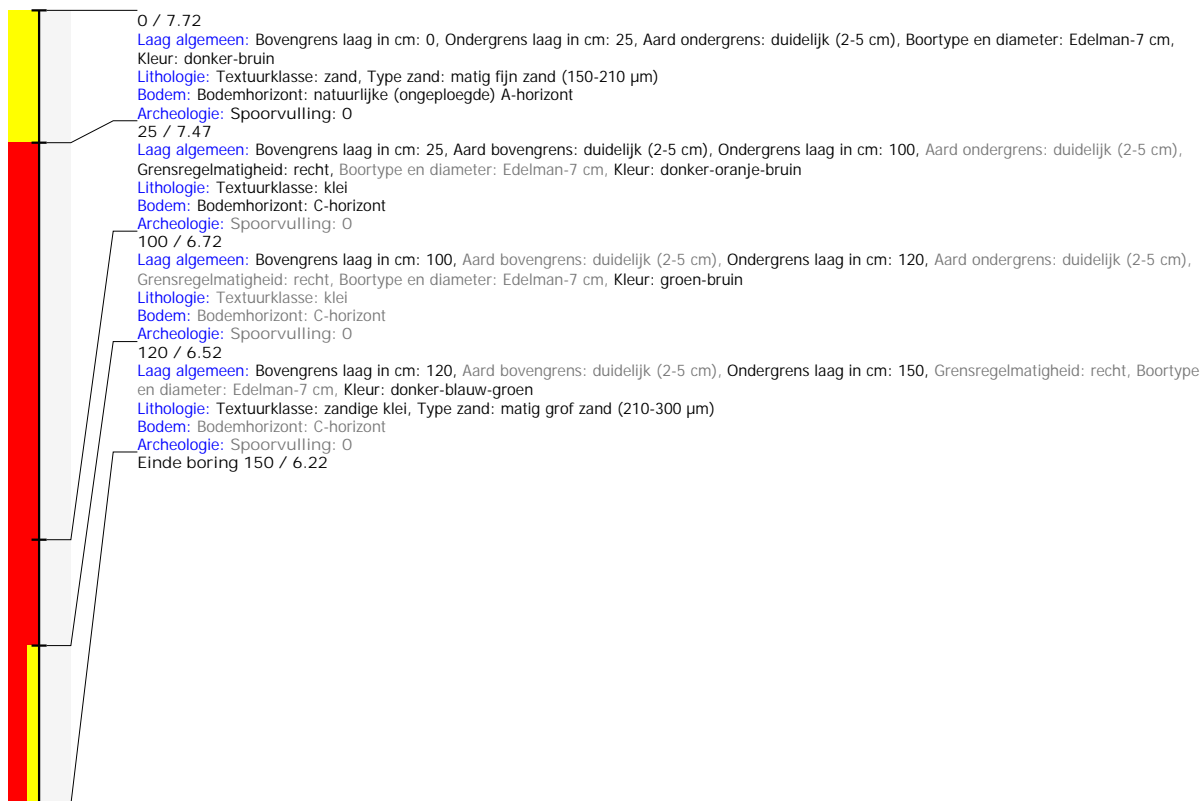 0 / 7.72
Laag algemeen: Bovengrens laag in cm: 0, Ondergrens laag in cm: 25, Aard ondergrens: duidelijk (2-5 cm), Boortype en diameter: Edelman-7 cm,
Kleur: donker-bruin
Lithologie: Textuurklasse: zand, Type zand: matig fijn zand (150-210 µm)
Bodem: Bodemhorizont: natuurlijke (ongeploegde) A-horizont
Archeologie: Spoorvulling: 0
25 / 7.47
Laag algemeen: Bovengrens laag in cm: 25, Aard bovengrens: duidelijk (2-5 cm), Ondergrens laag in cm: 100, Aard ondergrens: duidelijk (2-5 cm),
Grensregelmatigheid: recht, Boortype en diameter: Edelman-7 cm, Kleur: donker-oranje-bruin
Lithologie: Textuurklasse: klei
Bodem: Bodemhorizont: C-horizont
Archeologie: Spoorvulling: 0
100 / 6.72
Laag algemeen: Bovengrens laag in cm: 100, Aard bovengrens: duidelijk (2-5 cm), Ondergrens laag in cm: 120, Aard ondergrens: duidelijk (2-5 cm),
Grensregelmatigheid: recht, Boortype en diameter: Edelman-7 cm, Kleur: groen-bruin
Lithologie: Textuurklasse: klei
Bodem: Bodemhorizont: C-horizont
Archeologie: Spoorvulling: 0
120 / 6.52
Laag algemeen: Bovengrens laag in cm: 120, Aard bovengrens: duidelijk (2-5 cm), Ondergrens laag in cm: 150, Grensregelmatigheid: recht, Boortype
en diameter: Edelman-7 cm, Kleur: donker-blauw-groen
Lithologie: Textuurklasse: zandige klei, Type zand: matig grof zand (210-300 µm)
Bodem: Bodemhorizont: C-horizont
Archeologie: Spoorvulling: 0
Einde boring 150 / 6.22